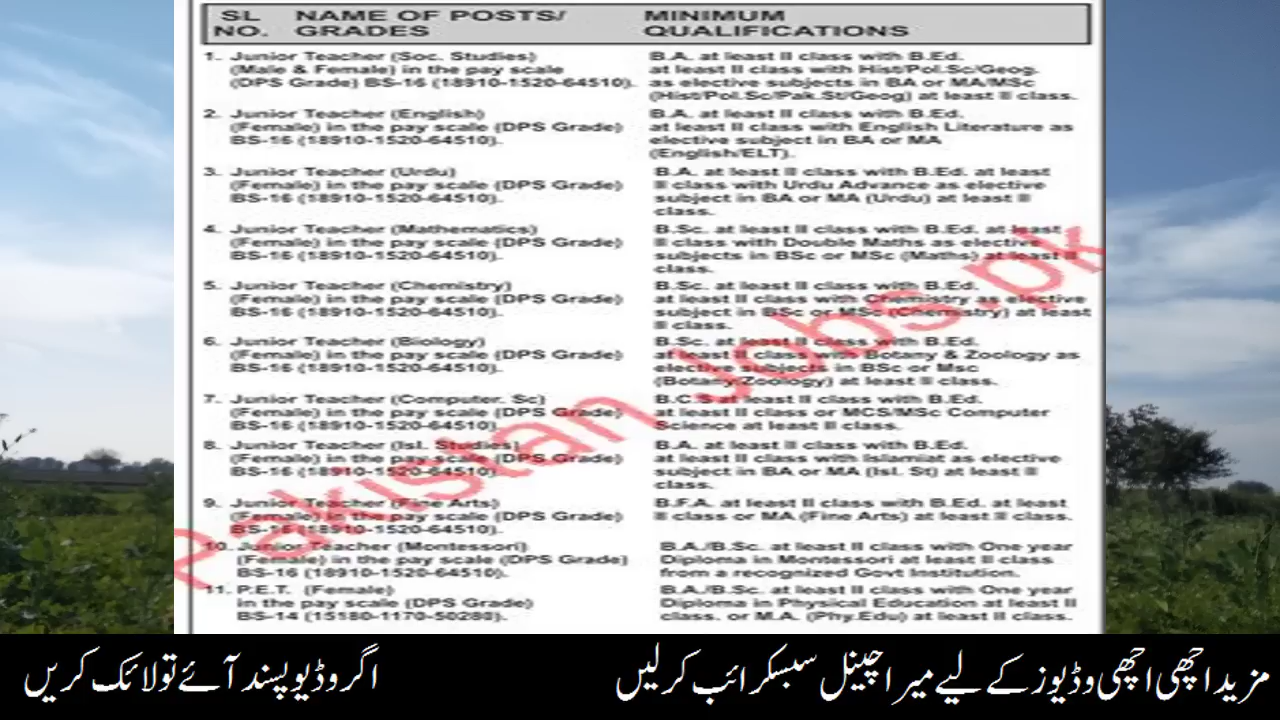 SL NAME OF POSTS/ MINIMUM
NO. GRADES QUALIFICATIONS
1. Junior Teacher (Soc. Studies) B.A. at least II class with B.Ed.
(Male & Female) in the pay scale at least II class with Hist/Pol.Sc/Geog.
(DPS Grade) BS-16 (18910-1520-64510). as elective subjects in BA or MA/MSc
(Hist/Pol.Sc/Pak.St/Geog) at least II class.
2. Junior Teacher (English) B.A. at least II class with B.Ed.
(Female) in the pay scale (DPS Grade) at least II class with English Literature as
BS-16 (18910-1520-64510). elective subject in BA or MA
(English/ELT).
3. Junior Teacher (Urdu) B.A. at least II class with B.Ed. at least
(Female) in the pay scale (DPS Grade) II class with Urdu Advance as elective
BS-16 (18910-1520-64510). subject in BA or MA (Urdu) at least II
class.
4. Junior Teacher (Mathematics) B.Sc. at least II class with B.Ed. at least
(Female) in the pay scale (DPS Grade) II class with Double Maths as elective
BS-16 (18910-1520-64510). subjects in BSc or MSc (Maths) at least II
class.
5. Junior Teacher (Chemistry) B.Sc. at least II class with B.Ed.
(Female) in the pay scale (DPS Grade) at least II class with Chemistry as elective
BS-16 (18910-1520-64510). subject in BSc or MSc (Chemistry) at least
II class.
6. Junior Teacher (Biology) B.Sc. at least II class with B.Ed.
(Female) in the pay scale (DPS Grade) at least II class with Botany & Zoology as
BS-16 (18910-1520-64510). elective subjects in BSc or Msc
(Botany/Zoology) at least II class.
7. Junior Teacher (Computer. Sc) B.C.S at least II class with B.Ed.
(Female) in the pay scale (DPS Grade) at least II class or MCS/MSc Computer
BS-16 (18910-1520-64510). Science at least II class.
8. Junior Teacher (Isl. Studies) B.A. at least II class with B.Ed.
(Female) in the pay scale (DPS Grade) at least II class with Islamiat as elective
BS-16 (18910-1520-64510). subject in BA or MA (Isl. St) at least II
class.
9. Junior Teacher (Fine Arts) B.F.A. at least II class with B.Ed. at least
(Female) in the pay scale (DPS Grade) II class or MA (Fine Arts) at least II class.
BS-16 (18910-1520-64510).
10. Junior Teacher (Montessori) B.A./B.Sc. at least II class with One year
(Female) in the pay scale (DPS Grade) Diploma in Montessori at least II class
BS-16 (18910-1520-64510). from a recognized Govt Institution.
11. P.E.T. (Female) B.A./B.Sc. at least II class with One year
in the pay scale (DPS Grade) Diploma in Physical Education at least II
BS-14 (15180-1170-50280). class. or M.A. (Phy.Edu) at least II class.
Pakistan Jobs.pk
مزید اچھی اچھی وڈیوز کے لیے میرا چینل سبسکرائب کر لیں
اگر وڈیو پسند آئے تو لائک کریں